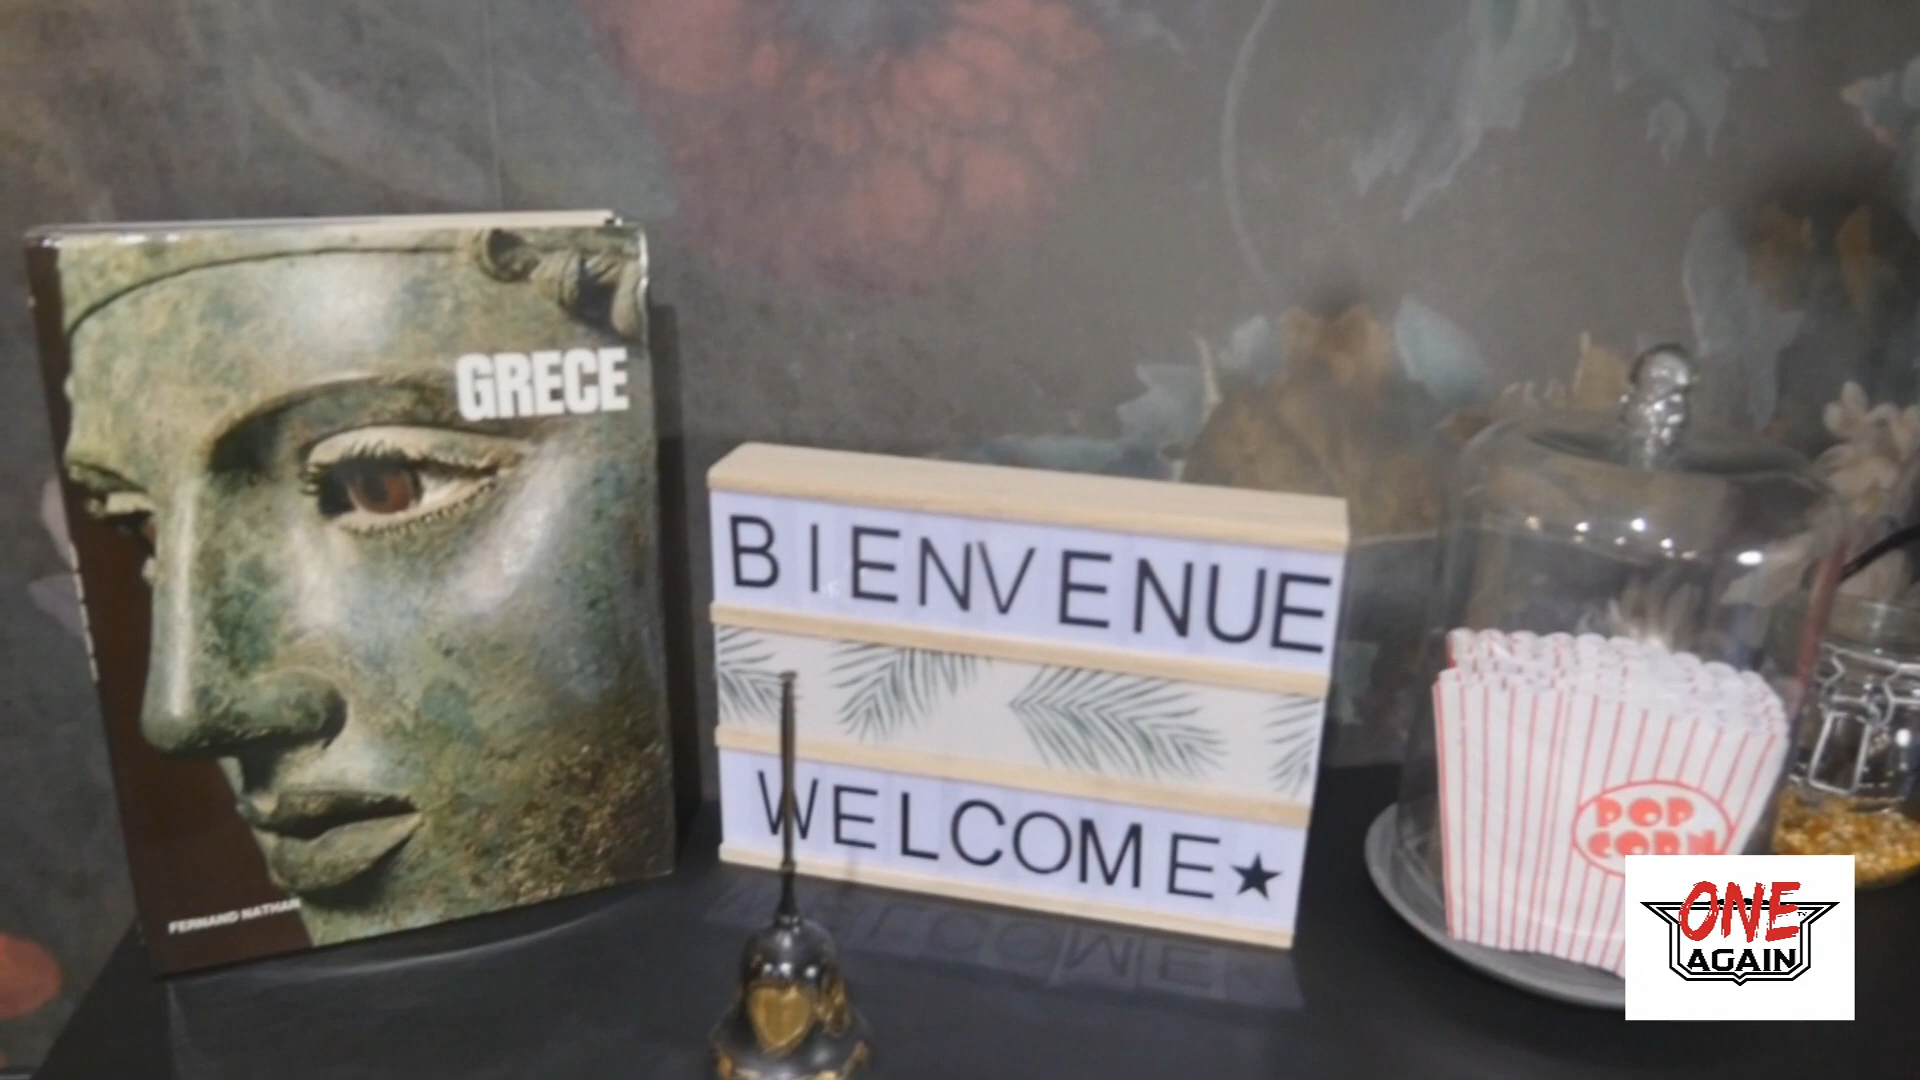 GRECE
FERNAND NATHAN
BIENVENUE
WELCOME★
POP
CORN
ONE
AGAIN